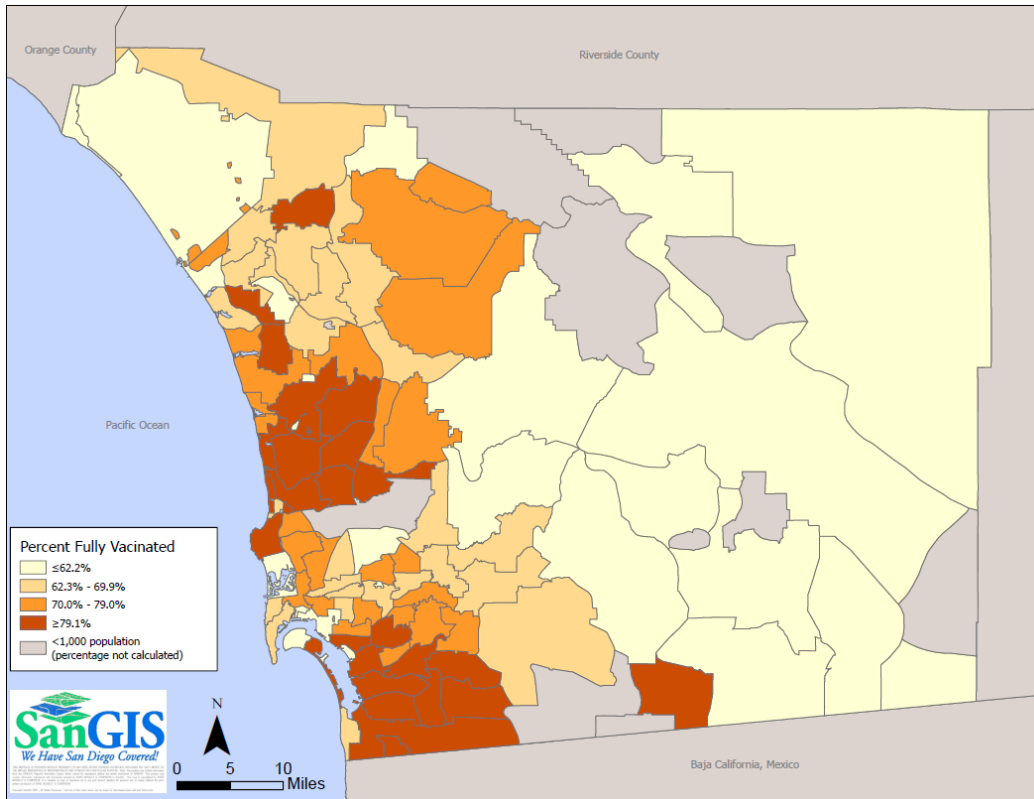 Orange County
Riverside County
Pacific Ocean
Percent Fully Vacinated
≤62.2%
62.3% - 69.9%
70.0% - 79.0%
≥79.1%
<1,000 population
(percentage not calculated)
SanGIS
We Have San Diego Covered!
N
0 5 10
Miles
Baja California, Mexico